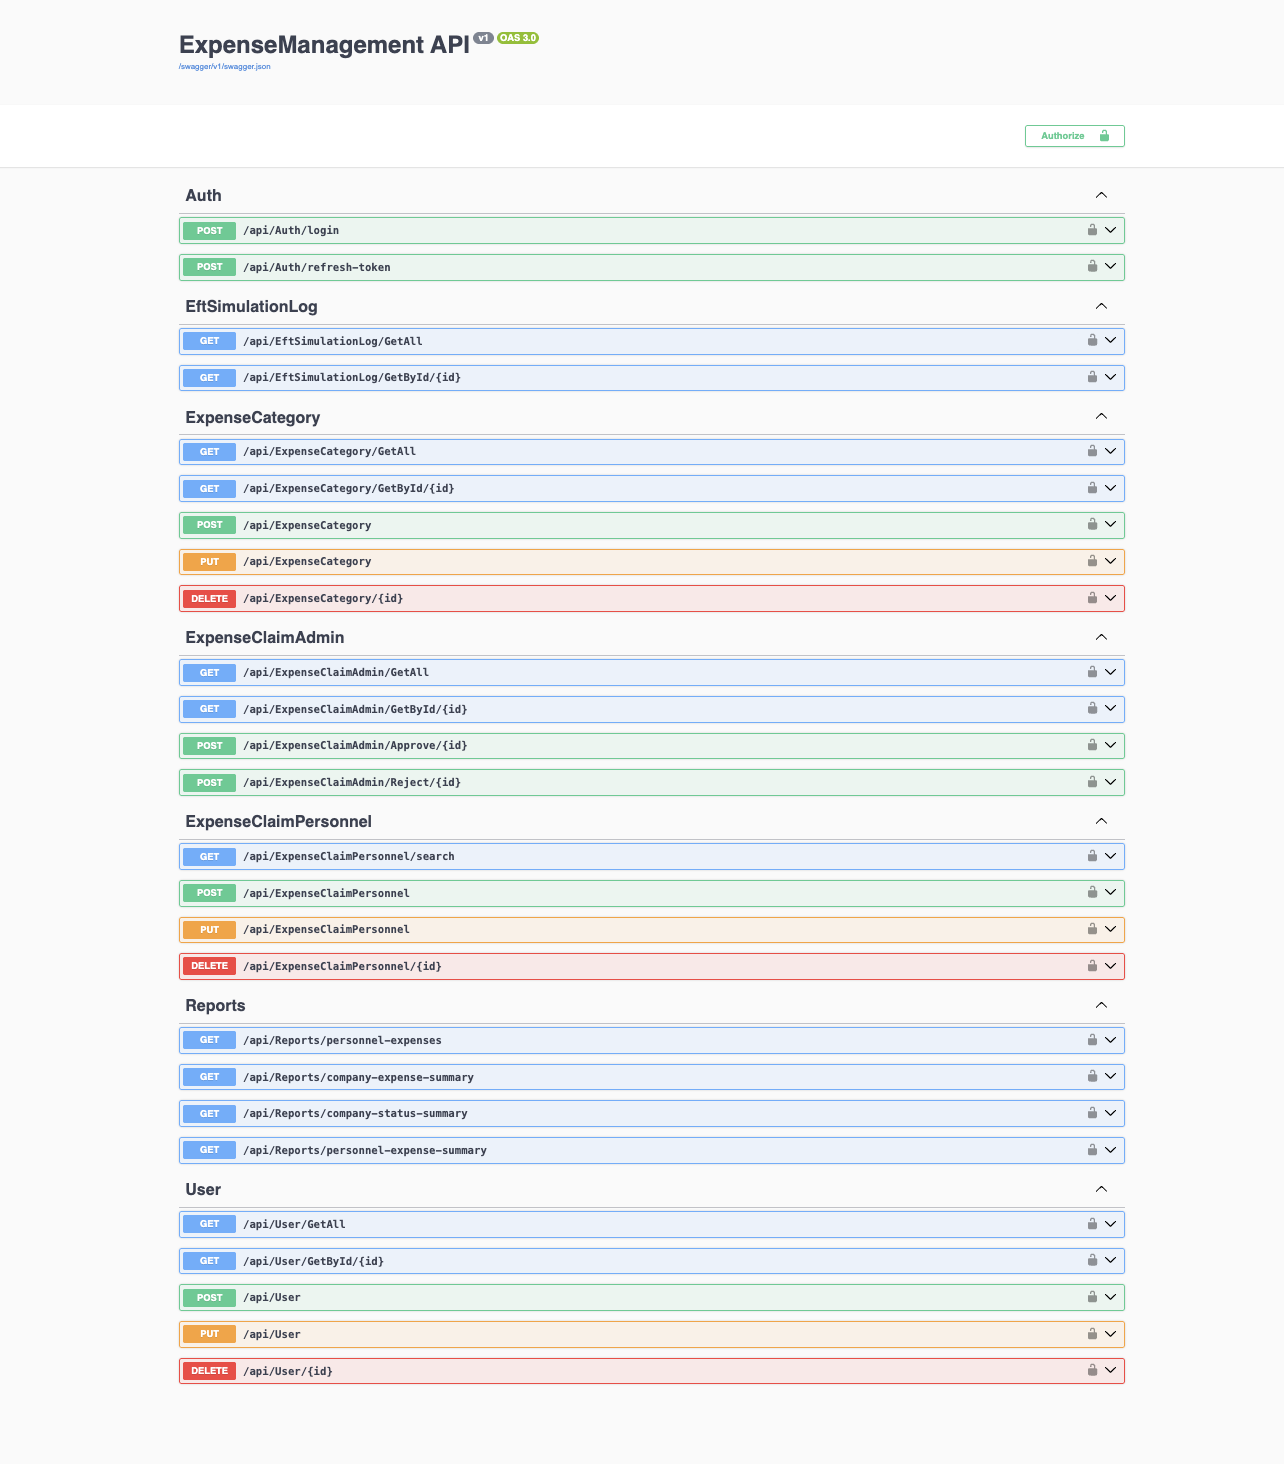 ExpenseManagement API v1 OAS 3.0
/swagger/v1/swagger.json
Authorize
Auth
POST /api/Auth/login
POST /api/Auth/refresh-token
EftSimulationLog
GET /api/EftSimulationLog/GetAll
GET /api/EftSimulationLog/GetById/{id}
ExpenseCategory
GET /api/ExpenseCategory/GetAll
GET /api/ExpenseCategory/GetById/{id}
POST /api/ExpenseCategory
PUT /api/ExpenseCategory
DELETE /api/ExpenseCategory/{id}
ExpenseClaimAdmin
GET /api/ExpenseClaimAdmin/GetAll
GET /api/ExpenseClaimAdmin/GetById/{id}
POST /api/ExpenseClaimAdmin/Approve/{id}
POST /api/ExpenseClaimAdmin/Reject/{id}
ExpenseClaimPersonnel
GET /api/ExpenseClaimPersonnel/search
POST /api/ExpenseClaimPersonnel
PUT /api/ExpenseClaimPersonnel
DELETE /api/ExpenseClaimPersonnel/{id}
Reports
GET /api/Reports/personnel-expenses
GET /api/Reports/company-expense-summary
GET /api/Reports/company-status-summary
GET /api/Reports/personnel-expense-summary
User
GET /api/User/GetAll
GET /api/User/GetById/{id}
POST /api/User
PUT /api/User
DELETE /api/User/{id}